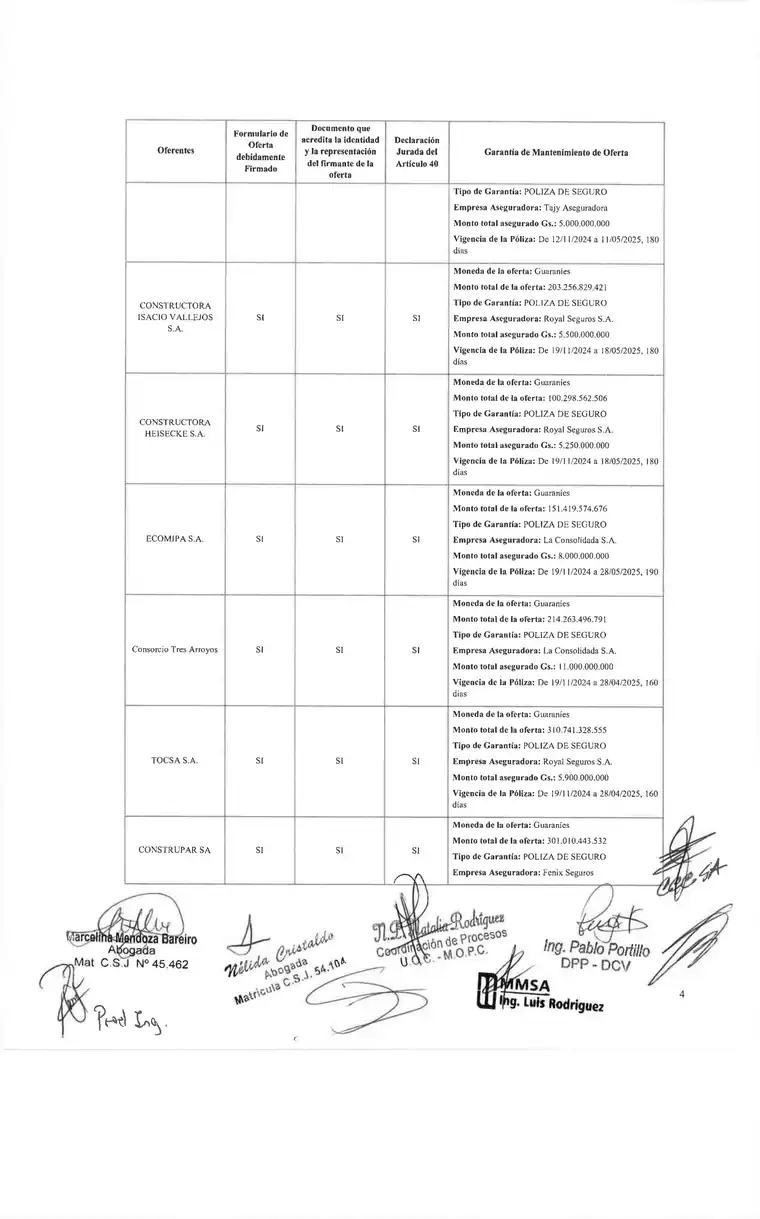 Oferentes
Formulario de
Oferta
debidamente
Firmado
Documento que
acredita la identidad
y la representación
del firmante de la
oferta
Declaración
Jurada del
Artículo 40
Garantía de Mantenimiento de Oferta
Tipo de Garantía: POLIZA DE SEGURO
Empresa Aseguradora: Tajy Aseguradora
Monto total asegurado Gs.: 5.000.000.000
Vigencia de la Póliza: De 12/11/2024 a 11/05/2025, 180
días
CONSTRUCTORA
ISACIO VALLEJOS
S.A.
SI
SI
SI
Moneda de la oferta: Guaraníes
Monto total de la oferta: 203.256.829.421
Tipo de Garantía: POLIZA DE SEGURO
Empresa Aseguradora: Royal Seguros S.A.
Monto total asegurado Gs.: 5.500.000.000
Vigencia de la Póliza: De 19/11/2024 a 18/05/2025, 180
días
CONSTRUCTORA
HEISECKE S.A.
SI
SI
SI
Moneda de la oferta: Guaraníes
Monto total de la oferta: 100.298.562.506
Tipo de Garantía: POLIZA DE SEGURO
Empresa Aseguradora: Royal Seguros S.A.
Monto total asegurado Gs.: 5.250.000.000
Vigencia de la Póliza: De 19/11/2024 a 18/05/2025, 180
días
ECOMIPA S.A.
SI
SI
SI
Moneda de la oferta: Guaraníes
Monto total de la oferta: 151.419.574.676
Tipo de Garantía: POLIZA DE SEGURO
Empresa Aseguradora: La Consolidada S.A.
Monto total asegurado Gs.: 8.000.000.000
Vigencia de la Póliza: De 19/11/2024 a 28/05/2025, 190
días
Consorcio Tres Arroyos
SI
SI
SI
Moneda de la oferta: Guaraníes
Monto total de la oferta: 214.263.496.791
Tipo de Garantía: POLIZA DE SEGURO
Empresa Aseguradora: La Consolidada S.A.
Monto total asegurado Gs.: 11.000.000.000
Vigencia de la Póliza: De 19/11/2024 a 28/04/2025, 160
días
TOCSA S.A.
SI
SI
SI
Moneda de la oferta: Guaraníes
Monto total de la oferta: 310.741.328.555
Tipo de Garantía: POLIZA DE SEGURO
Empresa Aseguradora: Royal Seguros S.A.
Monto total asegurado Gs.: 5.900.000.000
Vigencia de la Póliza: De 19/11/2024 a 28/04/2025, 160
días
CONSTRUPAR SA
SI
SI
SI
Moneda de la oferta: Guaraníes
Monto total de la oferta: 301.010.443.532
Tipo de Garantía: POLIZA DE SEGURO
Empresa Aseguradora: Fenix Seguros
Marcelina Mendoza Bareiro
Abogada
Mat C.S.J Nº 45.462
Nélida Cristaldo
Abogada
Matricula C.S.J. 54.104
Natalia Rodríguez
Coordinación de Procesos
U.O.C. - M.O.P.C.
Ing. Pablo Portillo
DPP - DCV
MMSA
Ing. Luis Rodriguez
Ing.
4